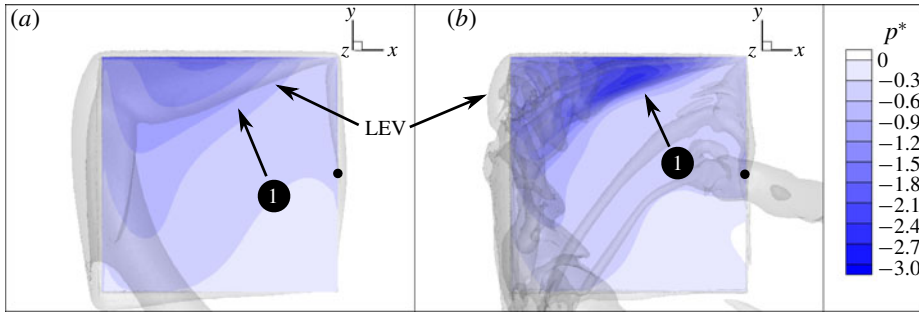 (a)
y
z x
LEV
1
(b)
y
z x
1
p*
0
−0.3
−0.6
−0.9
−1.2
−1.5
−1.8
−2.1
−2.4
−2.7
−3.0